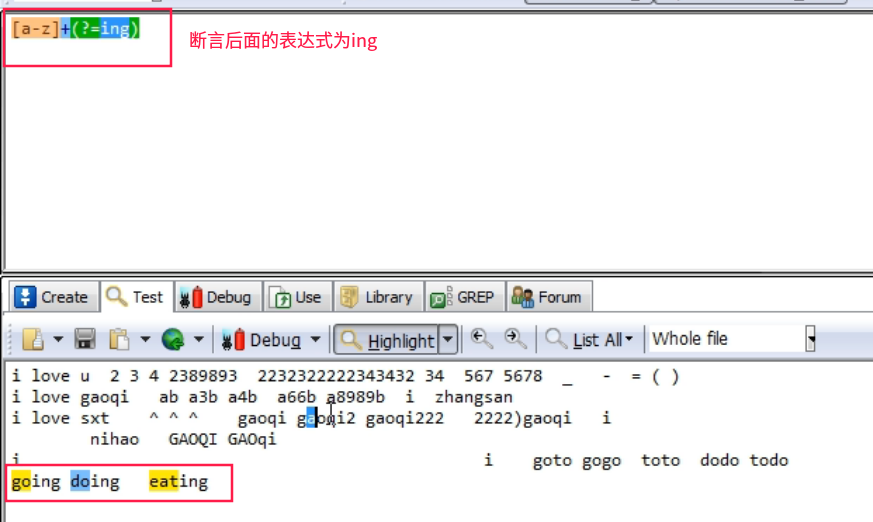 [a-z]+(?=ing)
断言后面的表达式为ing
Create Test Debug Use Library GREP Forum
Debug Highlight List All Whole file
i love u 2 3 4 2389893 2232322222343432 34 567 5678 _ - = ( )
i love gaoqi ab a3b a4b a66b a8989b i zhangsan
i love sxt ^ ^ ^ gaoqi gaoqi2 gaoqi222 2222)gaoqi i
nihao GAOQI GAOqi
i i goto gogo toto dodo todo
going doing eating